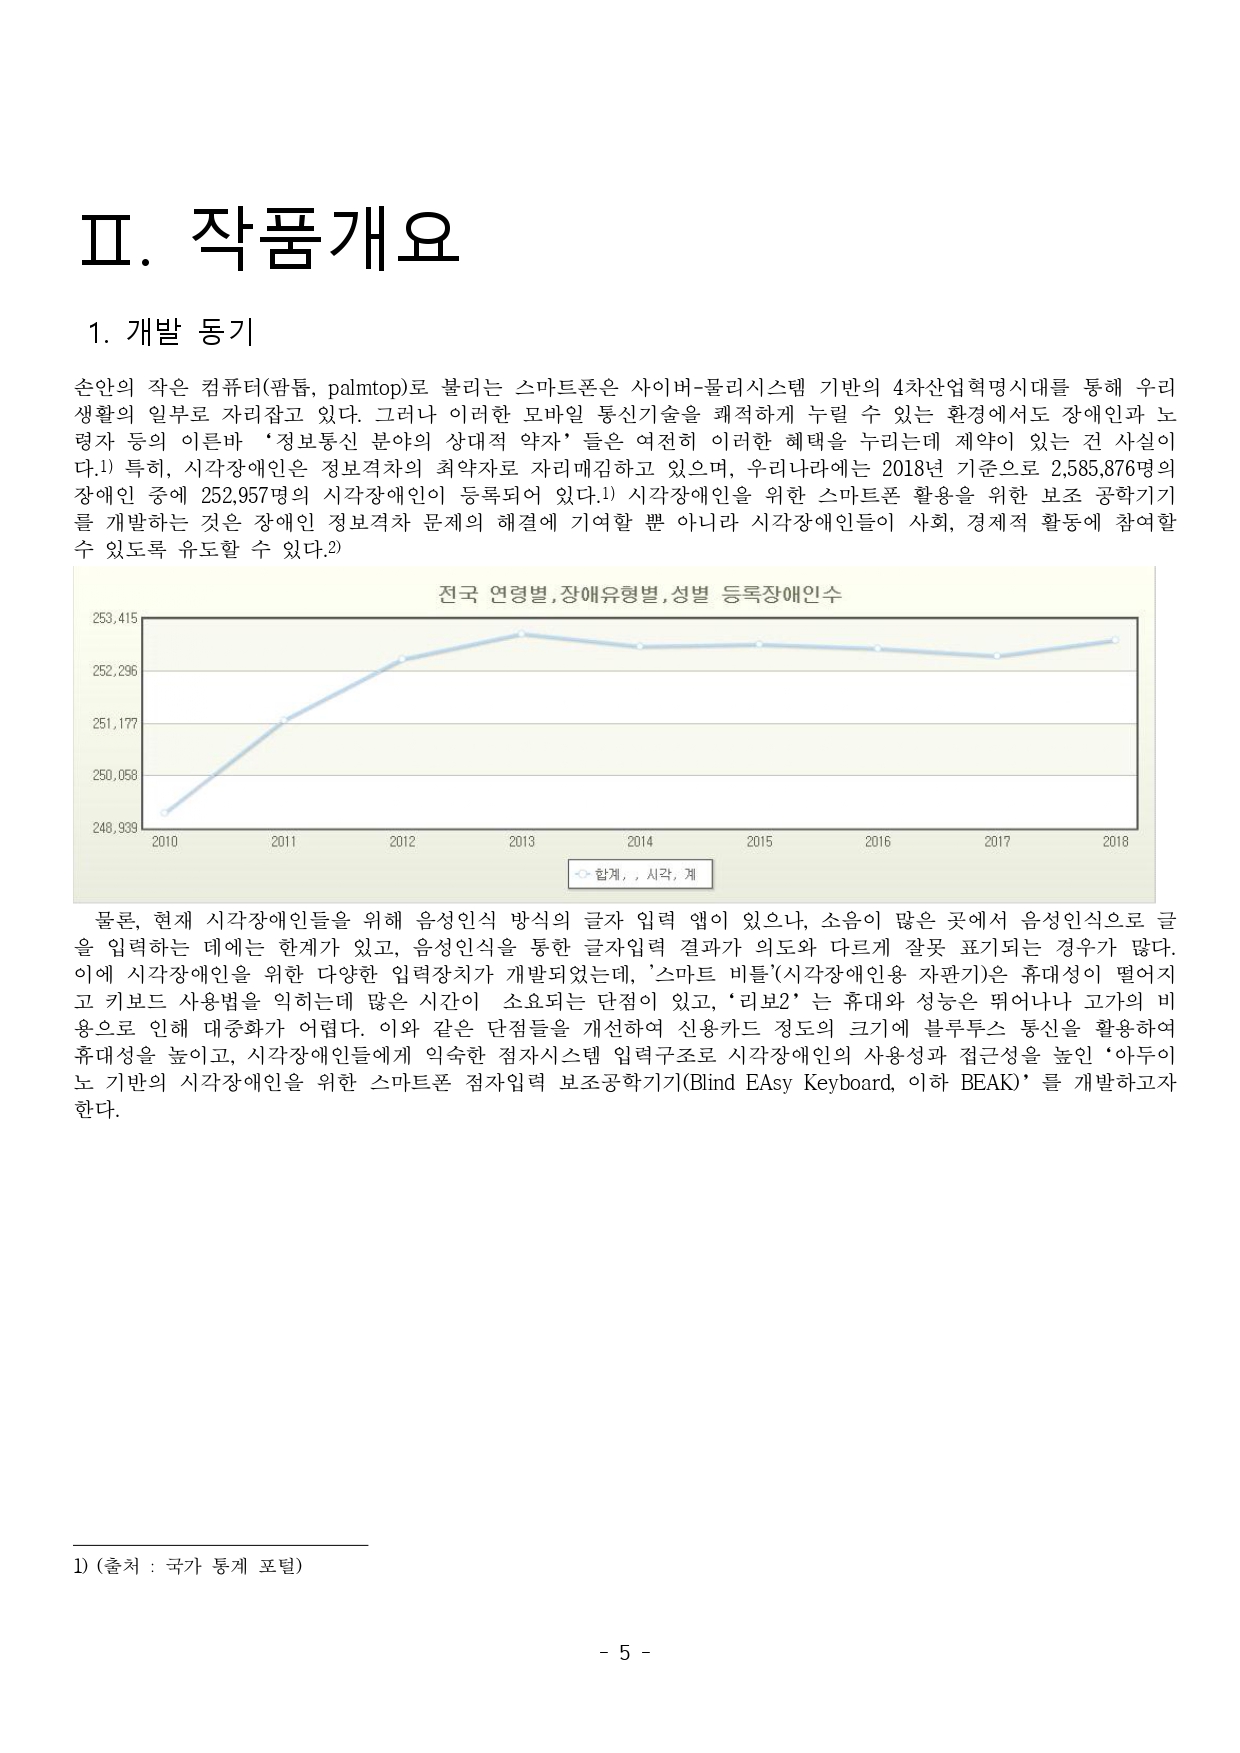 Ⅱ. 작품개요
1. 개발 동기
손안의 작은 컴퓨터(팜톱, palmtop)로 불리는 스마트폰은 사이버-물리시스템 기반의 4차산업혁명시대를 통해 우리
생활의 일부로 자리잡고 있다. 그러나 이러한 모바일 통신기술을 쾌적하게 누릴 수 있는 환경에서도 장애인과 노
령자 등의 이른바 ‘정보통신 분야의 상대적 약자’들은 여전히 이러한 혜택을 누리는데 제약이 있는 건 사실이
다.1) 특히, 시각장애인은 정보격차의 최약자로 자리매김하고 있으며, 우리나라에는 2018년 기준으로 2,585,876명의
장애인 중에 252,957명의 시각장애인이 등록되어 있다.1) 시각장애인을 위한 스마트폰 활용을 위한 보조 공학기기
를 개발하는 것은 장애인 정보격차 문제의 해결에 기여할 뿐 아니라 시각장애인들이 사회, 경제적 활동에 참여할
수 있도록 유도할 수 있다.2)
전국 연령별,장애유형별,성별 등록장애인수
253,415
252,296
251,177
250,058
248,939
2010 2011 2012 2013 2014 2015 2016 2017 2018
합계, , 시각, 계
물론, 현재 시각장애인들을 위해 음성인식 방식의 글자 입력 앱이 있으나, 소음이 많은 곳에서 음성인식으로 글
을 입력하는 데에는 한계가 있고, 음성인식을 통한 글자입력 결과가 의도와 다르게 잘못 표기되는 경우가 많다.
이에 시각장애인을 위한 다양한 입력장치가 개발되었는데, ’스마트 비틀’(시각장애인용 자판기)은 휴대성이 떨어지
고 키보드 사용법을 익히는데 많은 시간이 소요되는 단점이 있고, ‘리보2’는 휴대와 성능은 뛰어나나 고가의 비
용으로 인해 대중화가 어렵다. 이와 같은 단점들을 개선하여 신용카드 정도의 크기에 블루투스 통신을 활용하여
휴대성을 높이고, 시각장애인들에게 익숙한 점자시스템 입력구조로 시각장애인의 사용성과 접근성을 높인 ‘아두이
노 기반의 시각장애인을 위한 스마트폰 점자입력 보조공학기기(Blind EAsy Keyboard, 이하 BEAK)’를 개발하고자
한다.
1) (출처 : 국가 통계 포털)
- 5 -